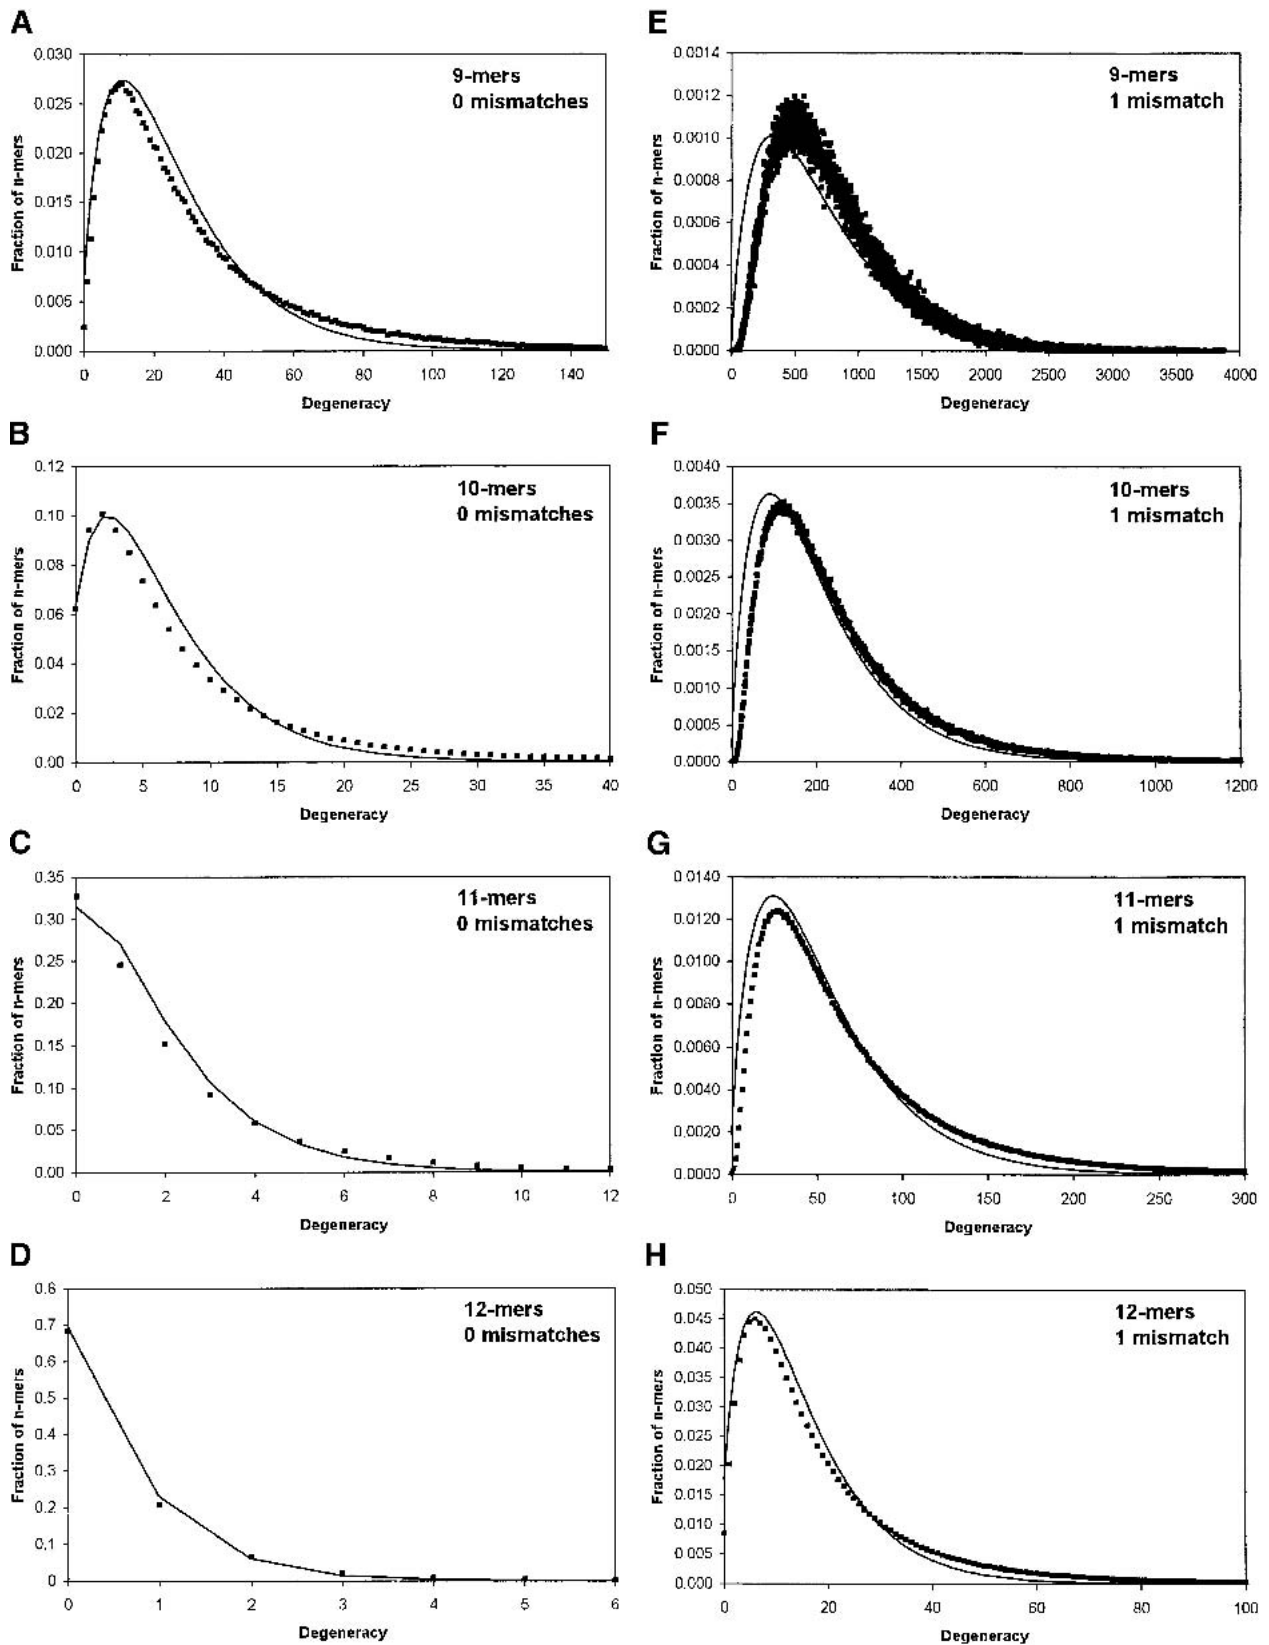 A
0.030
0.025
0.020
0.015
0.010
0.005
0.000
Fraction of n-mers
9-mers
0 mismatches
0 20 40 60 80 100 120 140
Degeneracy
B
0.12
0.10
0.08
0.06
0.04
0.02
0.00
Fraction of n-mers
10-mers
0 mismatches
0 5 10 15 20 25 30 35 40
Degeneracy
C
0.35
0.30
0.25
0.20
0.15
0.10
0.05
0.00
Fraction of n-mers
11-mers
0 mismatches
0 2 4 6 8 10 12
Degeneracy
D
0.8
0.7
0.6
0.5
0.4
0.3
0.2
0.1
0
Fraction of n-mers
12-mers
0 mismatches
0 1 2 3 4 5 6
Degeneracy
E
0.0014
0.0012
0.0010
0.0008
0.0006
0.0004
0.0002
0.0000
Fraction of n-mers
9-mers
1 mismatch
0 500 1000 1500 2000 2500 3000 3500 4000
Degeneracy
F
0.0040
0.0035
0.0030
0.0025
0.0020
0.0015
0.0010
0.0005
0.0000
Fraction of n-mers
10-mers
1 mismatch
0 200 400 600 800 1000 1200
Degeneracy
G
0.0140
0.0120
0.0100
0.0080
0.0060
0.0040
0.0020
0.0000
Fraction of n-mers
11-mers
1 mismatch
0 50 100 150 200 250 300
Degeneracy
H
0.050
0.045
0.040
0.035
0.030
0.025
0.020
0.015
0.010
0.005
0.000
Fraction of n-mers
12-mers
1 mismatch
0 20 40 60 80 100
Degeneracy